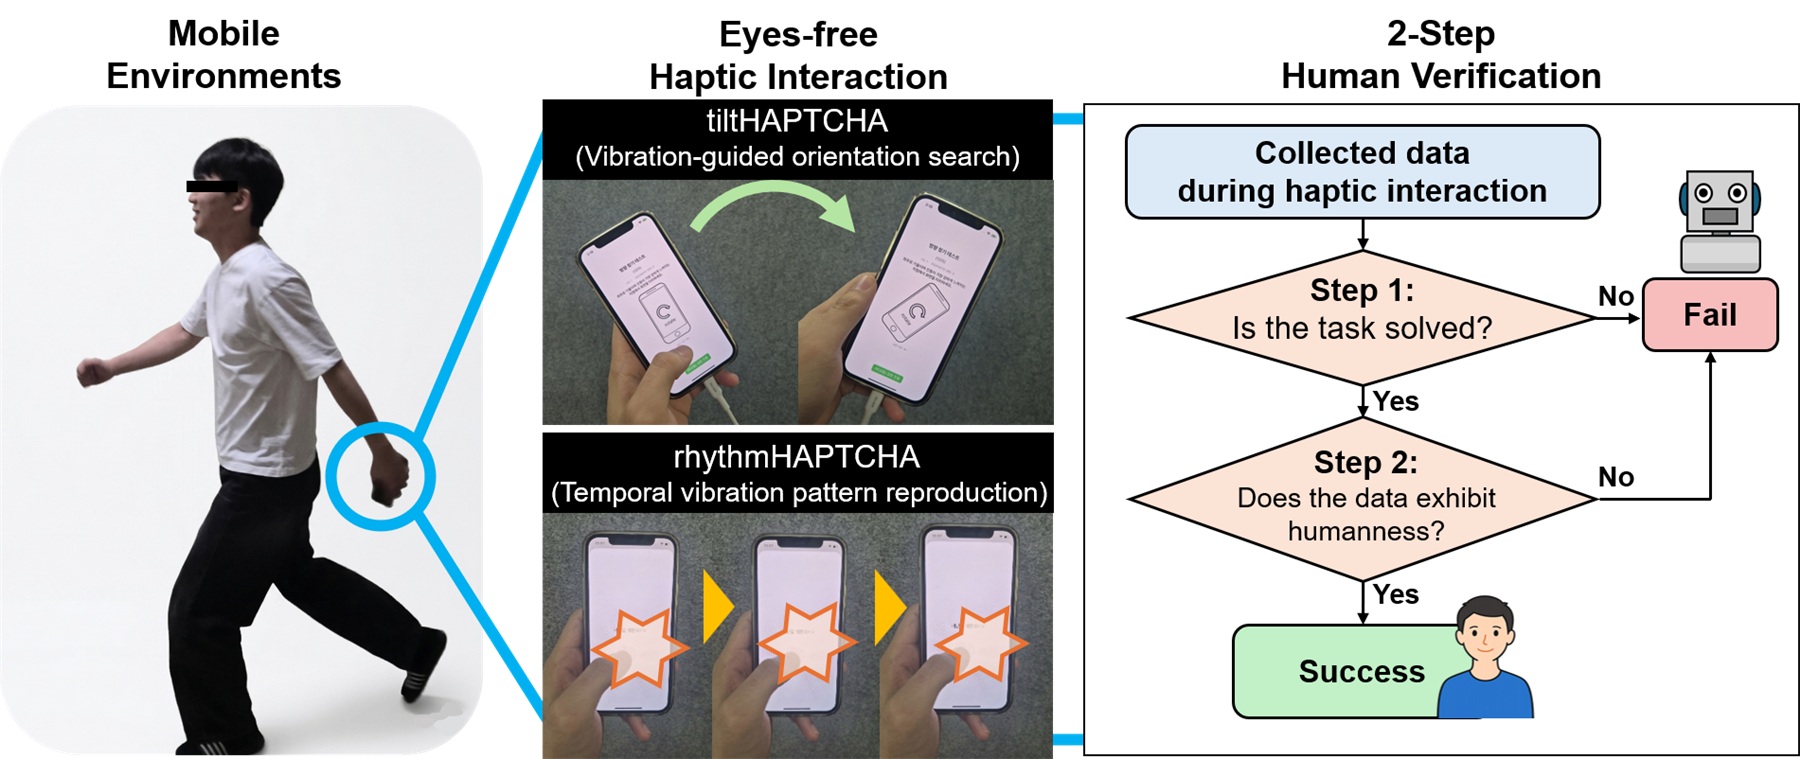 Mobile
Environments
Eyes-free
Haptic Interaction
2-Step
Human Verification
tiltHAPTCHA
(Vibration-guided orientation search)
rhythmHAPTCHA
(Temporal vibration pattern reproduction)
Collected data
during haptic interaction
Step 1:
Is the task solved?
No
Fail
Yes
Step 2:
Does the data exhibit
humanness?
No
Yes
Success